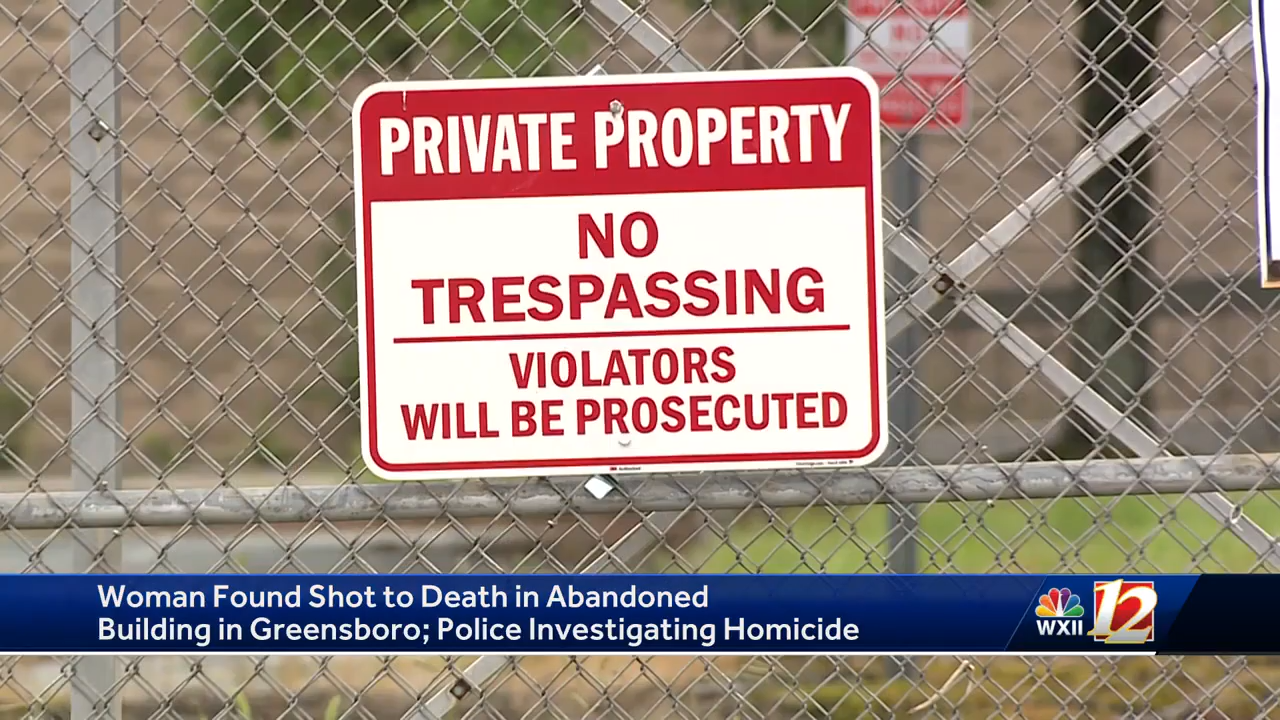 PRIVATE PROPERTY
NO
TRESPASSING
VIOLATORS
WILL BE PROSECUTED
Woman Found Shot to Death in Abandoned
Building in Greensboro; Police Investigating Homicide
WXII 12